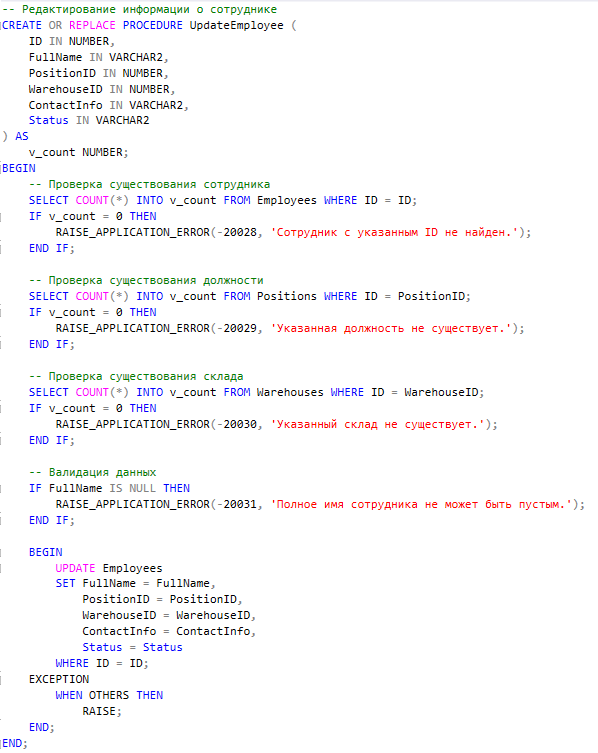 -- Редактирование информации о сотруднике
CREATE OR REPLACE PROCEDURE UpdateEmployee (
    ID IN NUMBER,
    FullName IN VARCHAR2,
    PositionID IN NUMBER,
    WarehouseID IN NUMBER,
    ContactInfo IN VARCHAR2,
    Status IN VARCHAR2
) AS
    v_count NUMBER;
BEGIN
    -- Проверка существования сотрудника
    SELECT COUNT(*) INTO v_count FROM Employees WHERE ID = ID;
    IF v_count = 0 THEN
        RAISE_APPLICATION_ERROR(-20028, 'Сотрудник с указанным ID не найден.');
    END IF;

    -- Проверка существования должности
    SELECT COUNT(*) INTO v_count FROM Positions WHERE ID = PositionID;
    IF v_count = 0 THEN
        RAISE_APPLICATION_ERROR(-20029, 'Указанная должность не существует.');
    END IF;

    -- Проверка существования склада
    SELECT COUNT(*) INTO v_count FROM Warehouses WHERE ID = WarehouseID;
    IF v_count = 0 THEN
        RAISE_APPLICATION_ERROR(-20030, 'Указанный склад не существует.');
    END IF;

    -- Валидация данных
    IF FullName IS NULL THEN
        RAISE_APPLICATION_ERROR(-20031, 'Полное имя сотрудника не может быть пустым.');
    END IF;

    BEGIN
        UPDATE Employees
        SET FullName = FullName,
            PositionID = PositionID,
            WarehouseID = WarehouseID,
            ContactInfo = ContactInfo,
            Status = Status
        WHERE ID = ID;
    EXCEPTION
        WHEN OTHERS THEN
            RAISE;
    END;
END;